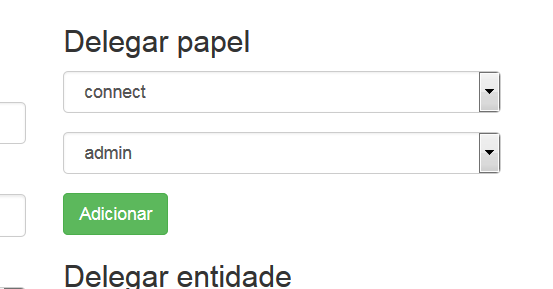 Delegar papel
connect
admin
Adicionar
Delegar entidade